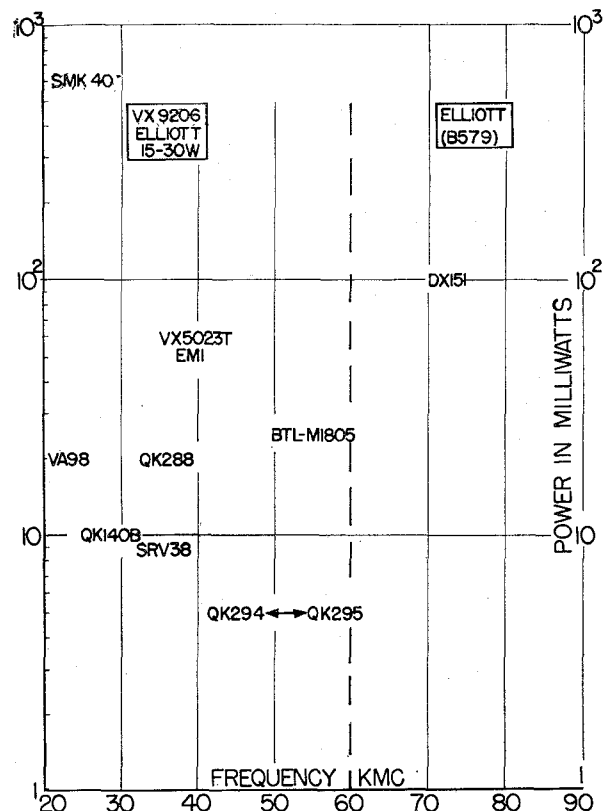 10³
10³
SMK 40
VX 9206
ELLIOTT
15-30W
ELLIOTT
(B579)
10²
DX151
10²
VX5023T
EMI
BTL-M1805
VA98
QK288
POWER IN MILLIWATTS
10
QK140B
SRV38
10
QK294
QK295
1
1
FREQUENCY KMC
20 30 40 50 60 70 80 90